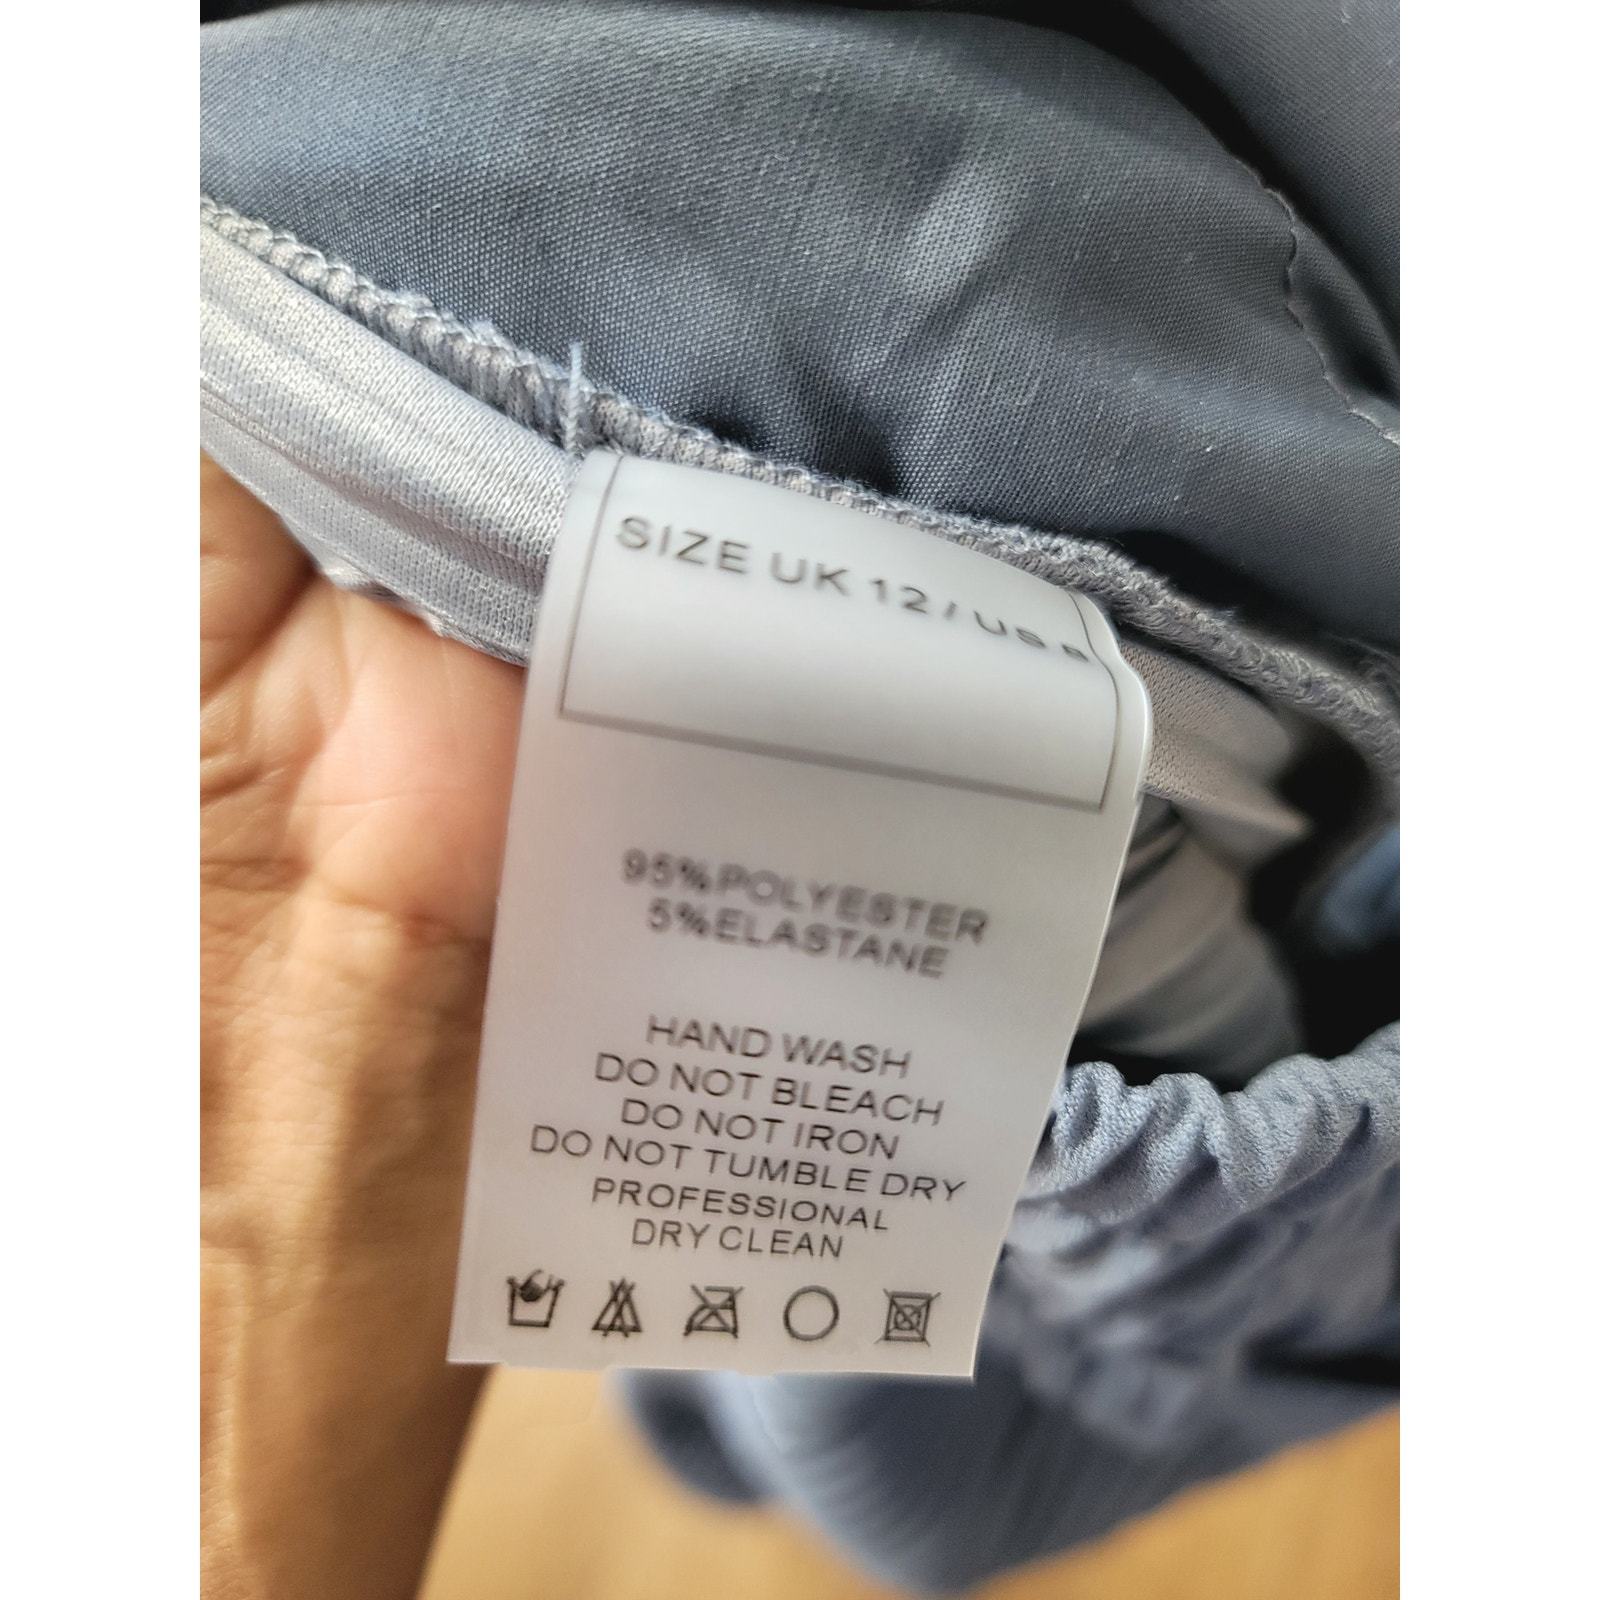 SIZE UK 12 / US 8
95%POLYESTER
5%ELASTANE
HAND WASH
DO NOT BLEACH
DO NOT IRON
DO NOT TUMBLE DRY
PROFESSIONAL
DRY CLEAN